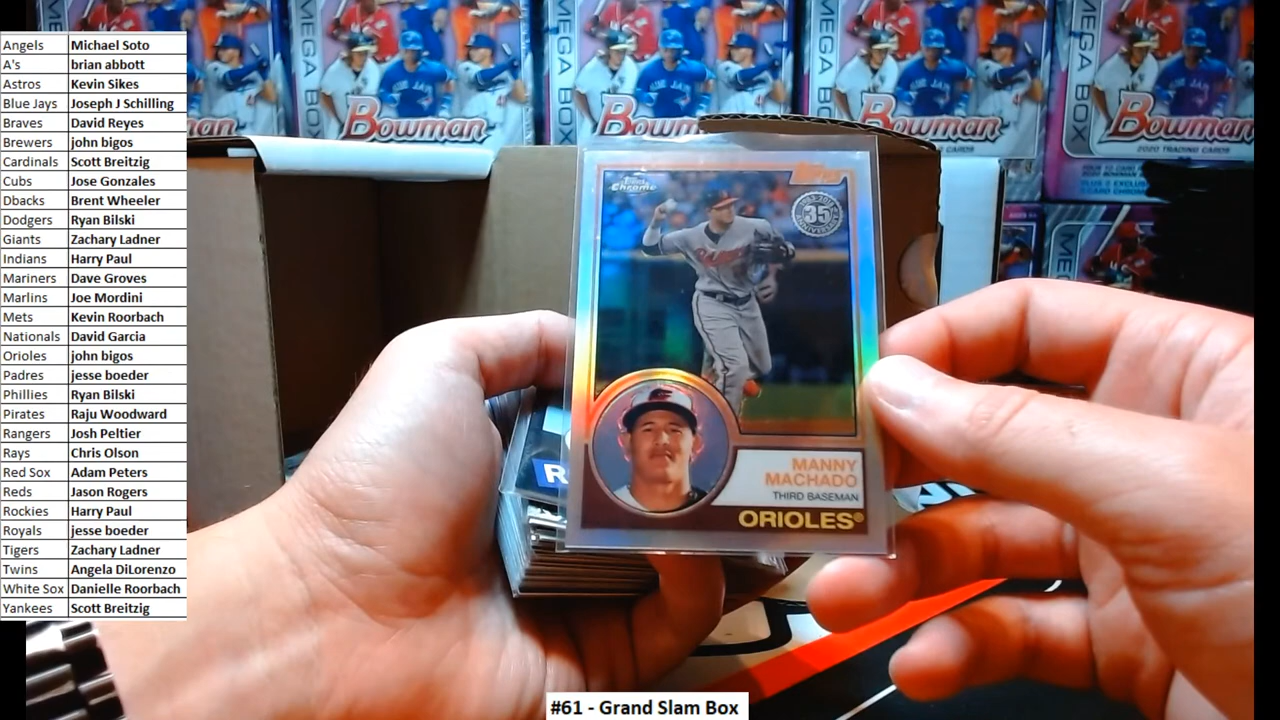 Angels Michael Soto
A's brian abbott
Astros Kevin Sikes
Blue Jays Joseph J Schilling
Braves David Reyes
Brewers john bigos
Cardinals Scott Breitzig
Cubs Jose Gonzales
Dbacks Brent Wheeler
Dodgers Ryan Bilski
Giants Zachary Ladner
Indians Harry Paul
Mariners Dave Groves
Marlins Joe Mordini
Mets Kevin Roorbach
Nationals David Garcia
Orioles john bigos
Padres jesse boeder
Phillies Ryan Bilski
Pirates Raju Woodward
Rangers Josh Peltier
Rays Chris Olson
Red Sox Adam Peters
Reds Jason Rogers
Rockies Harry Paul
Royals jesse boeder
Tigers Zachary Ladner
Twins Angela DiLorenzo
White Sox Danielle Roorbach
Yankees Scott Breitzig
MEGA BOX
Bowman
MEGA BOX
Bowman
MEGA BOX
Bowman
MEGA BOX
Bowman
2020 TRADING CARDS
Topps
Chrome
Topps
35
MANNY
MACHADO
THIRD BASEMAN
ORIOLES®
R
#61 - Grand Slam Box